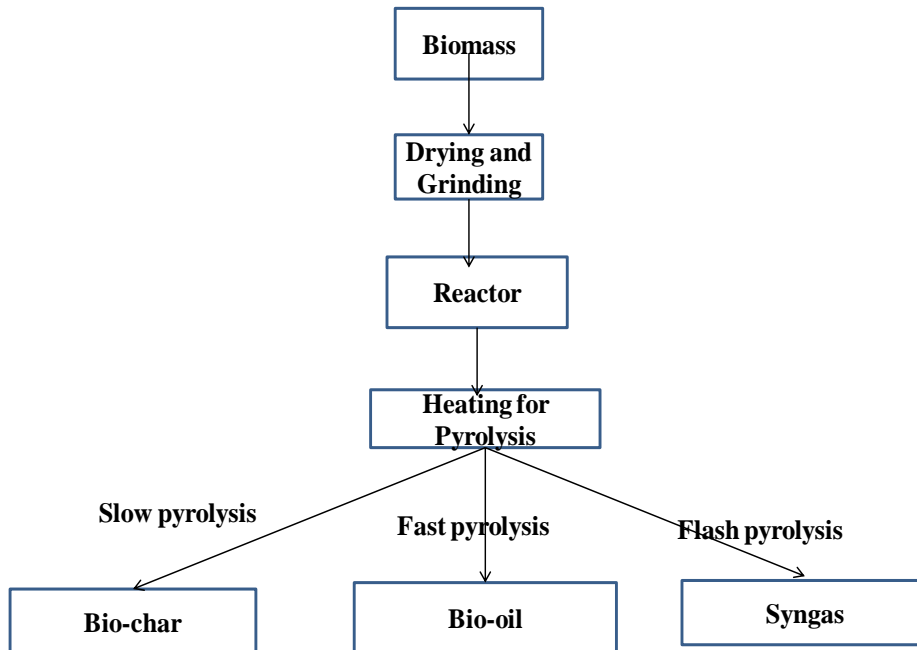 Biomass
Drying and
Grinding
Reactor
Heating for
Pyrolysis
Slow pyrolysis
Fast pyrolysis
Flash pyrolysis
Bio-char
Bio-oil
Syngas